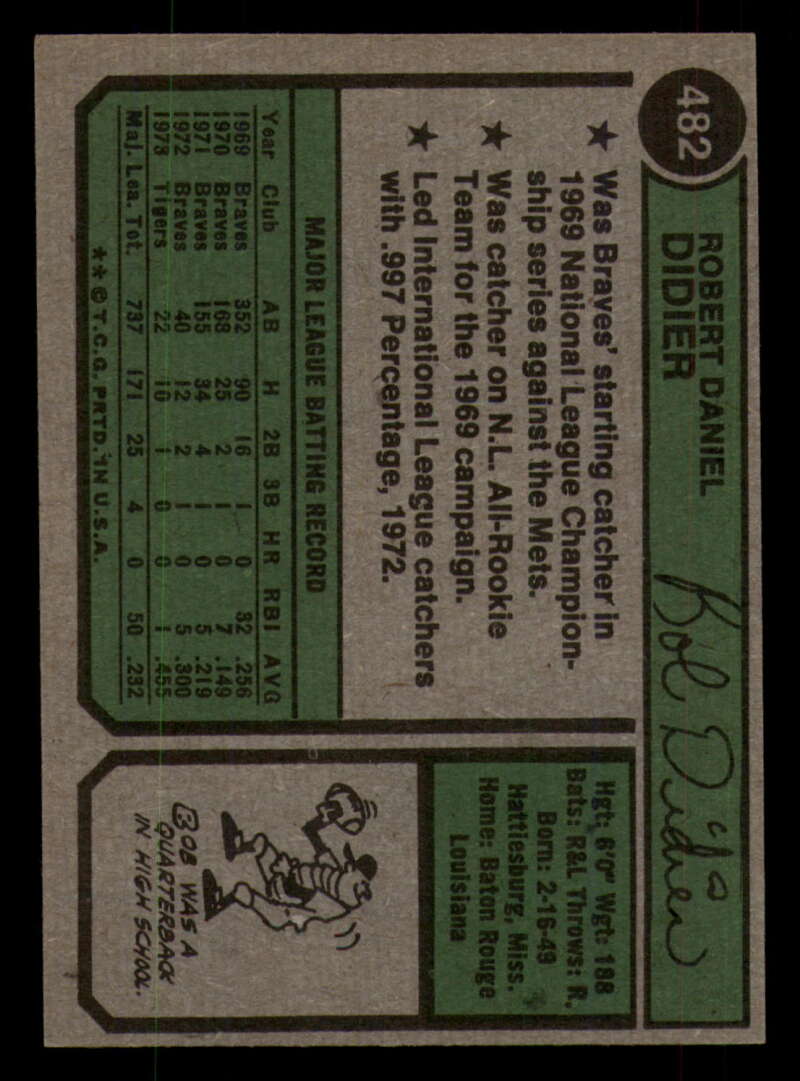 482
ROBERT DANIEL
DIDIER
Bob Didier
★ Was Braves' starting catcher in
1969 National League Champion-
ship series against the Mets.
★ Was catcher on N.L. All-Rookie
Team for the 1969 campaign.
★ Led International League catchers
with .997 Percentage, 1972.
Hgt: 6'0" Wgt: 188
Bats: R&L Throws: R.
Born: 2-16-49
Hattiesburg, Miss.
Home: Baton Rouge
Louisiana
MAJOR LEAGUE BATTING RECORD
Year Club AB H 2B 3B HR RBI AVG
1969 Braves 352 90 16 1 0 32 .256
1970 Braves 168 25 2 1 0 7 .149
1971 Braves 155 34 4 1 0 5 .219
1972 Braves 40 12 2 1 0 5 .300
1973 Tigers 22 10 1 0 0 1 .455
Maj. Lea. Tot. 737 171 25 4 0 50 .232
★★ © T.C.G. PRTD. IN U.S.A.
BOB WAS A
QUARTERBACK
IN HIGH SCHOOL.